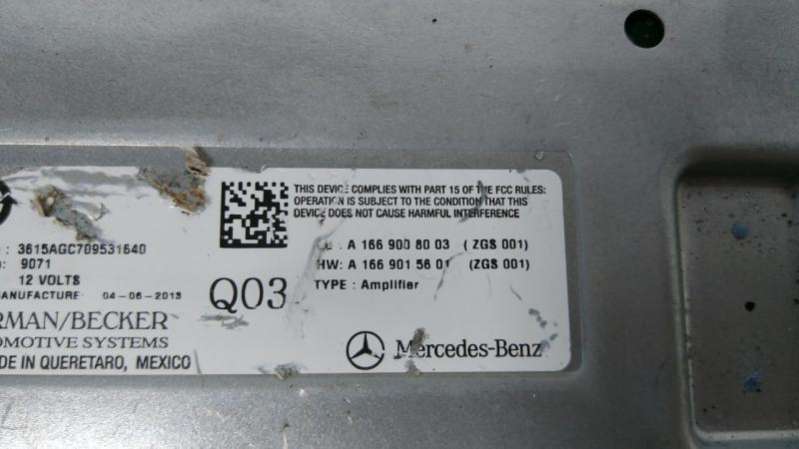 THIS DEVICE COMPLIES WITH PART 15 OF THE FCC RULES:
OPERATION IS SUBJECT TO THE CONDITION THAT THIS
DEVICE DOES NOT CAUSE HARMFUL INTERFERENCE
: 3615AGC709531640
: 9071
12 VOLTS
MANUFACTURE : 04-06-2013
Q03
: A 166 900 80 03 (ZGS 001)
HW: A 166 901 56 01 (ZGS 001)
TYPE : Amplifier
RMAN/BECKER
OMOTIVE SYSTEMS
DE IN QUERETARO, MEXICO
Mercedes-Benz